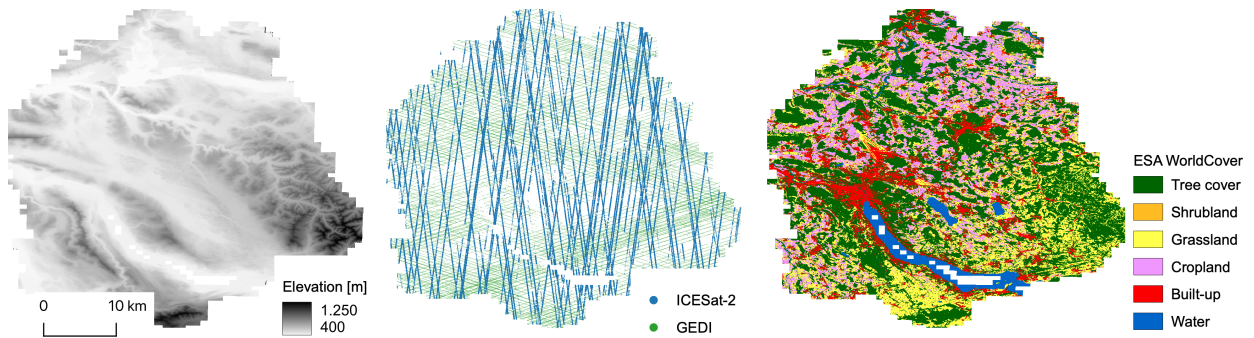 0
10 km
Elevation [m]
1.250
400
ICESat-2
GEDI
ESA WorldCover
Tree cover
Shrubland
Grassland
Cropland
Built-up
Water